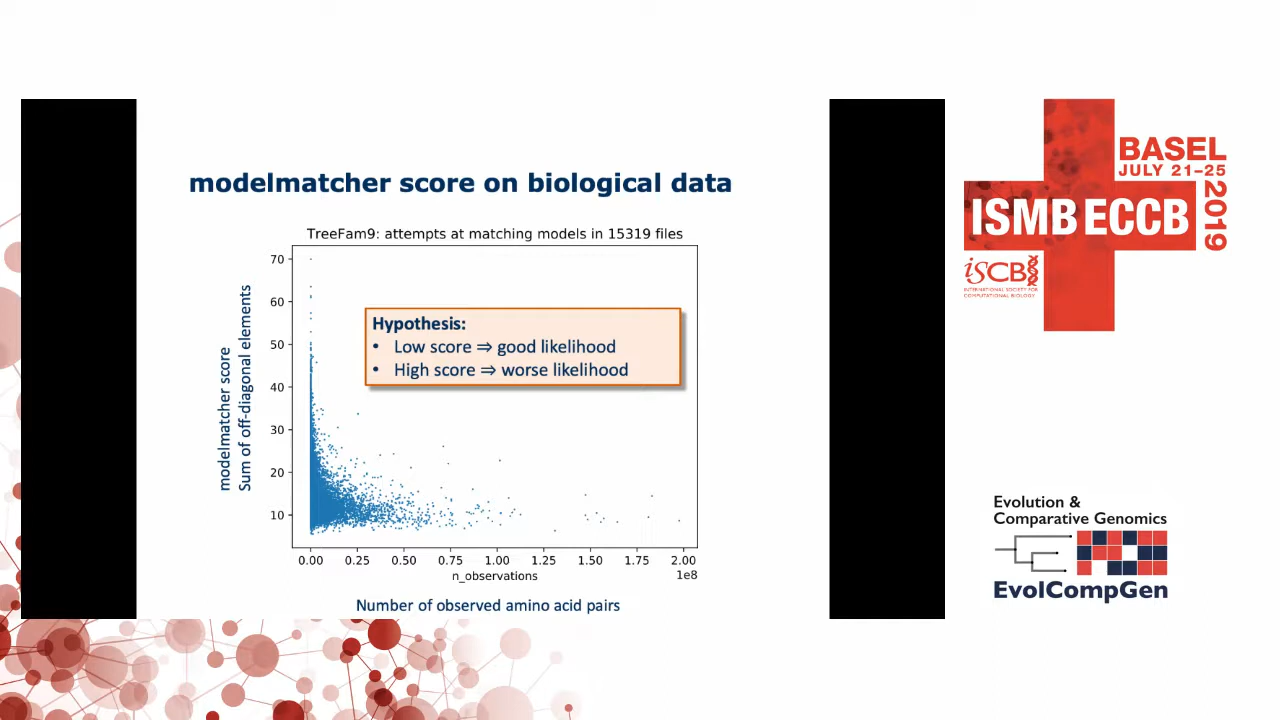 modelmatcher score on biological data
TreeFam9: attempts at matching models in 15319 files
modelmatcher score
Sum of off-diagonal elements
70
60
50
40
30
20
10
Hypothesis:
• Low score ⇒ good likelihood
• High score ⇒ worse likelihood
0.00 0.25 0.50 0.75 1.00 1.25 1.50 1.75 2.00
n_observations
1e8
Number of observed amino acid pairs
BASEL
JULY 21–25
2019
ISMB ECCB
iSCB
INTERNATIONAL SOCIETY FOR
COMPUTATIONAL BIOLOGY
Evolution &
Comparative Genomics
EvolCompGen